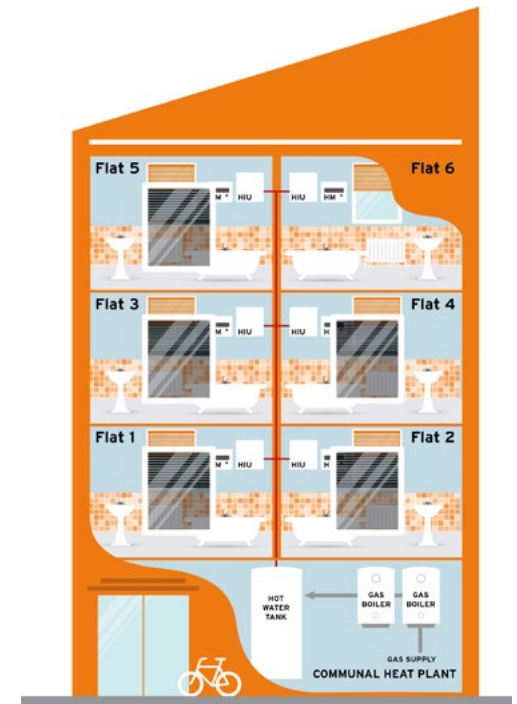 Flat 5
M *
HIU
HIU
HM *
Flat 6
Flat 3
M *
HIU
HIU
H
Flat 4
Flat 1
M *
HIU
HIU
H
Flat 2
HOT
WATER
TANK
GAS
BOILER
GAS
BOILER
GAS SUPPLY
COMMUNAL HEAT PLANT